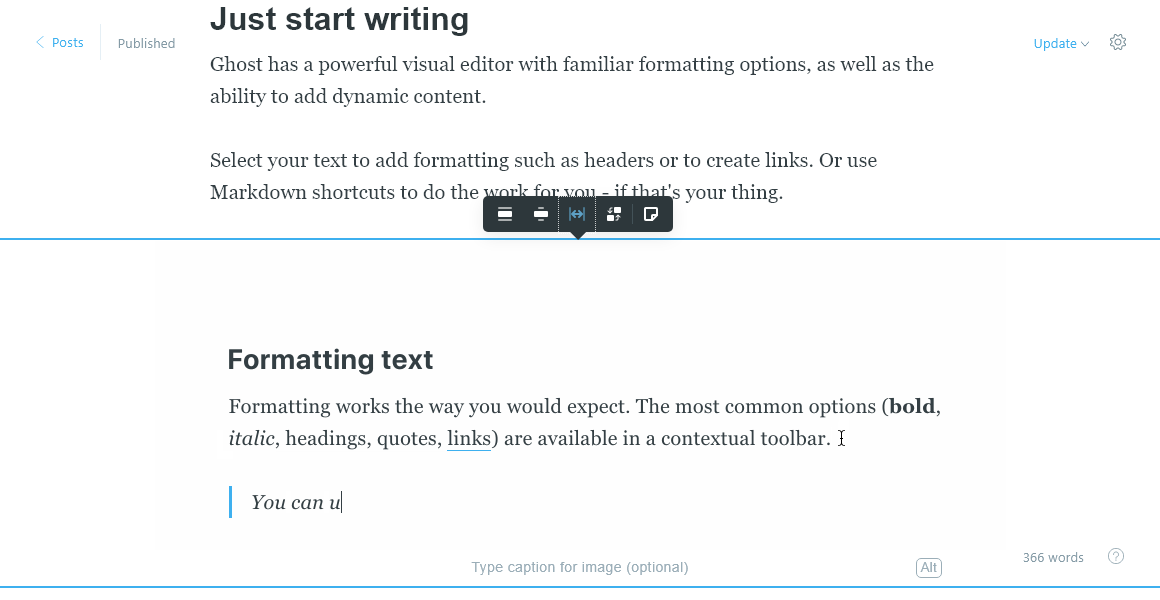 Just start writing
Posts
Published
Update
Ghost has a powerful visual editor with familiar formatting options, as well as the
ability to add dynamic content.
Select your text to add formatting such as headers or to create links. Or use
Markdown shortcuts to do the work for you - if that's your thing.
Formatting text
Formatting works the way you would expect. The most common options (bold,
italic, headings, quotes, links) are available in a contextual toolbar.
You can u
366 words
?
Type caption for image (optional)
Alt